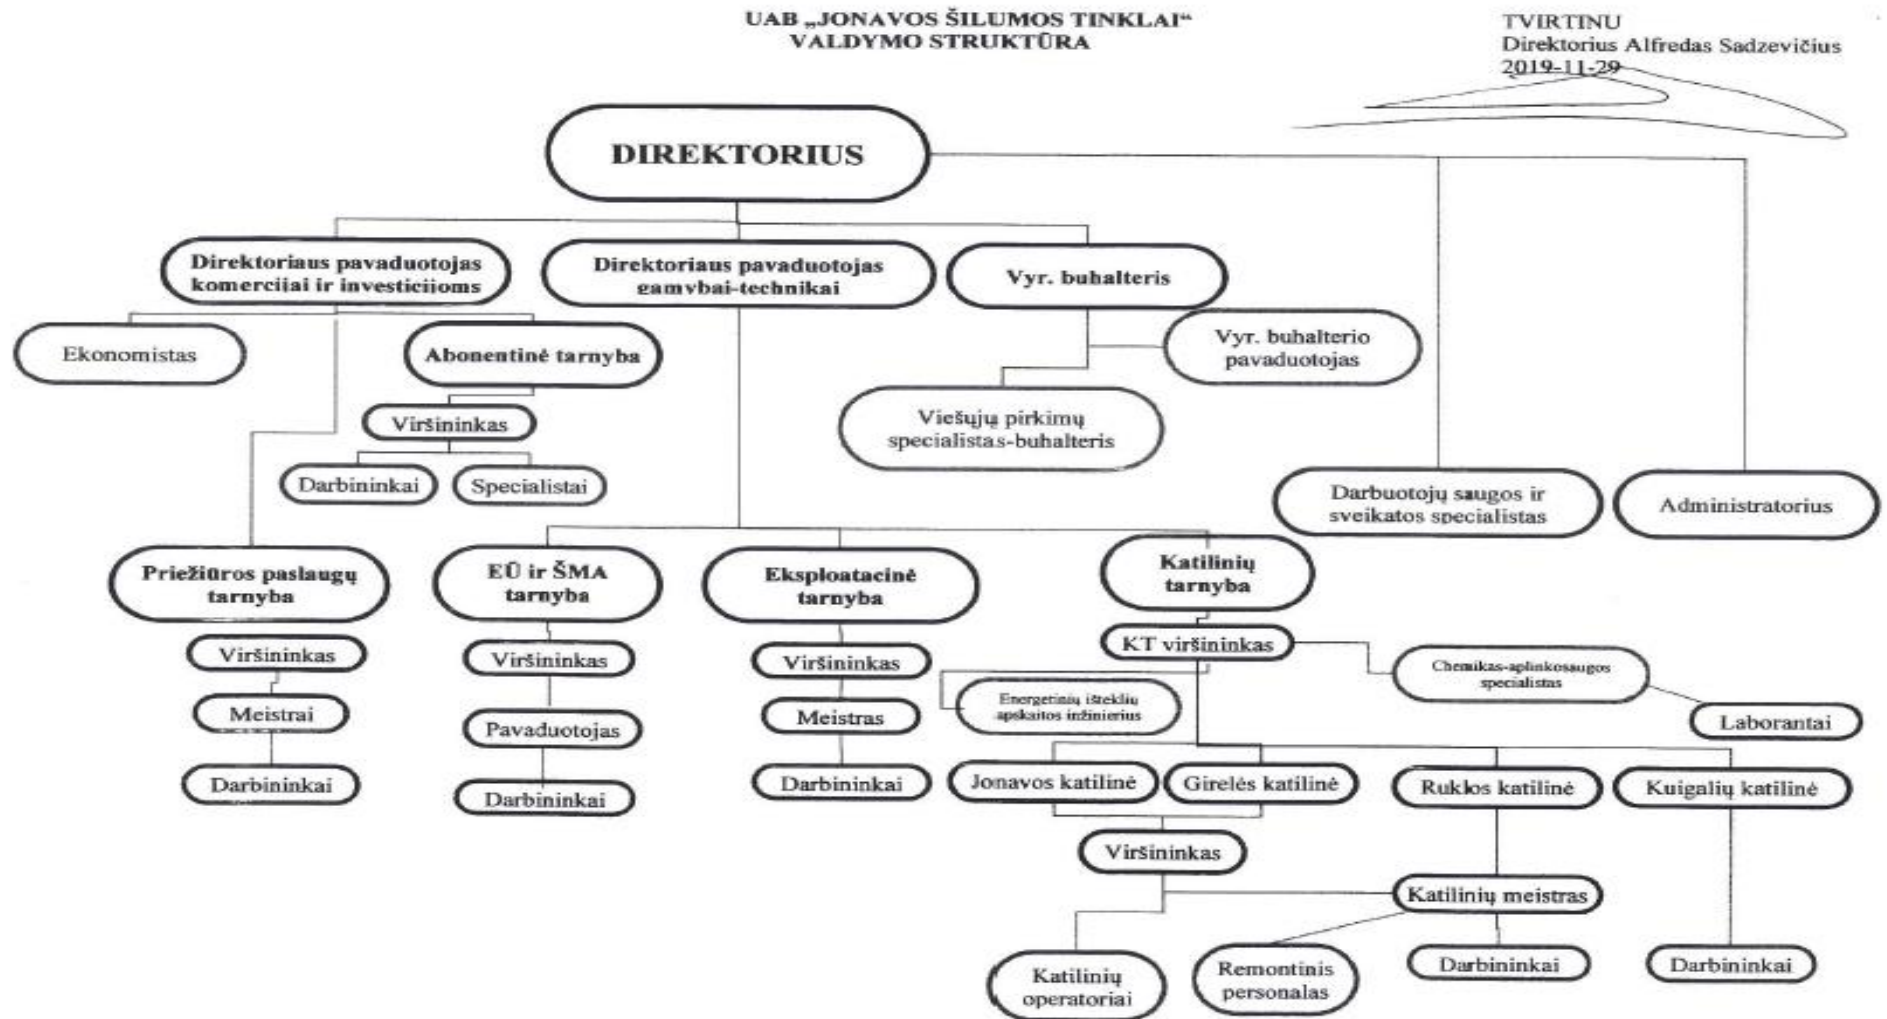 UAB „JONAVOS ŠILUMOS TINKLAI“
VALDYMO STRUKTŪRA
TVIRTINU
Direktorius Alfredas Sadzevičius
2019-11-29
DIREKTORIUS
Direktoriaus pavaduotojas
komercijai ir investicijoms
Direktoriaus pavaduotojas
gamybai-technikai
Vyr. buhalteris
Ekonomistas
Abonentinė tarnyba
Vyr. buhalterio
pavaduotojas
Viršininkas
Viešųjų pirkimų
specialistas-buhalteris
Darbininkai
Specialistai
Darbuotojų saugos ir
sveikatos specialistas
Administratorius
Priežiūros paslaugų
tarnyba
EŪ ir ŠMA
tarnyba
Eksploatacinė
tarnyba
Katilinių
tarnyba
Viršininkas
Viršininkas
Viršininkas
KT viršininkas
Chemikas-aplinkosaugos
specialistas
Energetinių išteklių
apskaitos inžinierius
Meistrai
Pavaduotojas
Meistras
Laborantai
Darbininkai
Darbininkai
Darbininkai
Jonavos katilinė
Girelės katilinė
Ruklos katilinė
Kuigalių katilinė
Viršininkas
Katilinių meistras
Katilinių
operatoriai
Remontinis
personalas
Darbininkai
Darbininkai